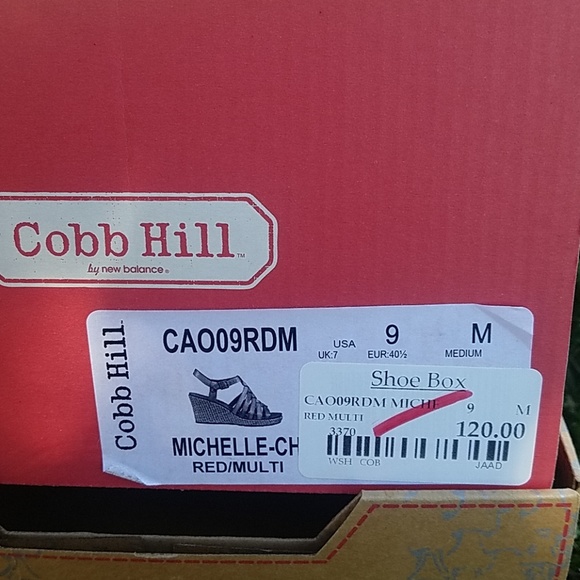 Cobb Hill™
by new balance®
Cobb Hill
CAO09RDM
USA 9 M
UK:7 EUR:40½ MEDIUM
MICHELLE-CH
RED/MULTI
Shoe Box
CAO09RDM MICHE 9 M
RED MULTI
3370 120.00
WSH COB JAAD